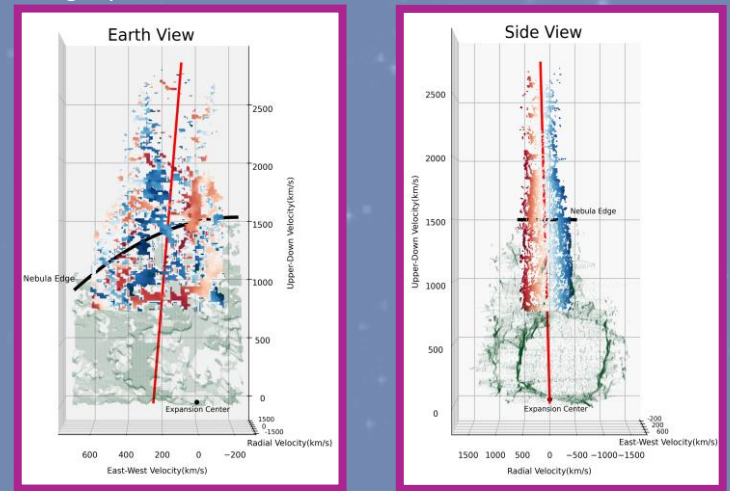 Earth View
2500
2000
1500
1000
500
0
Upper-Down Velocity(km/s)
Nebula Edge
Expansion Center
1500
0
-1500
Radial Velocity(km/s)
600 400 200 0 −200
East-West Velocity(km/s)
Side View
2500
2000
1500
1000
500
0
Upper-Down Velocity(km/s)
Nebula Edge
Expansion Center
-200
200
600
East-West Velocity(km/s)
1500 1000 500 0 −500 −1000 −1500
Radial Velocity(km/s)